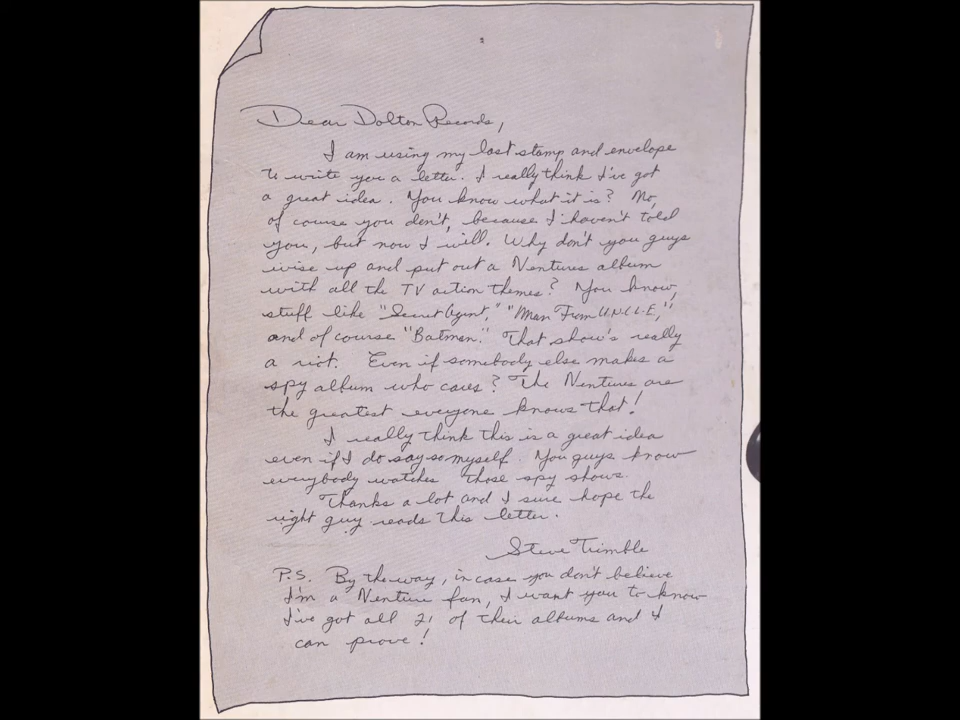 Dear Dolton Records,
I am using my last stamp and envelope
to write you a letter. I really think I've got
a great idea. You know what it is? No,
of course you don't, because I haven't told
you, but now I will. Why don't you guys
wise up and put out a Ventures album
with all the TV action themes? You know,
stuff like "Secret Agent," "Man From U.N.C.L.E.,"
and of course "Batman." That show's really
a riot. Even if somebody else makes a
spy album who cares? The Ventures are
the greatest everyone knows that!
I really think this is a great idea
even if I do say so myself. You guys know
everybody watches those spy shows.
Thanks a lot and I sure hope the
right guy reads this letter.
Steve Trimble
P.S. By the way, in case you don't believe
I'm a Venture fan, I want you to know
I've got all 21 of their albums and I
can prove!